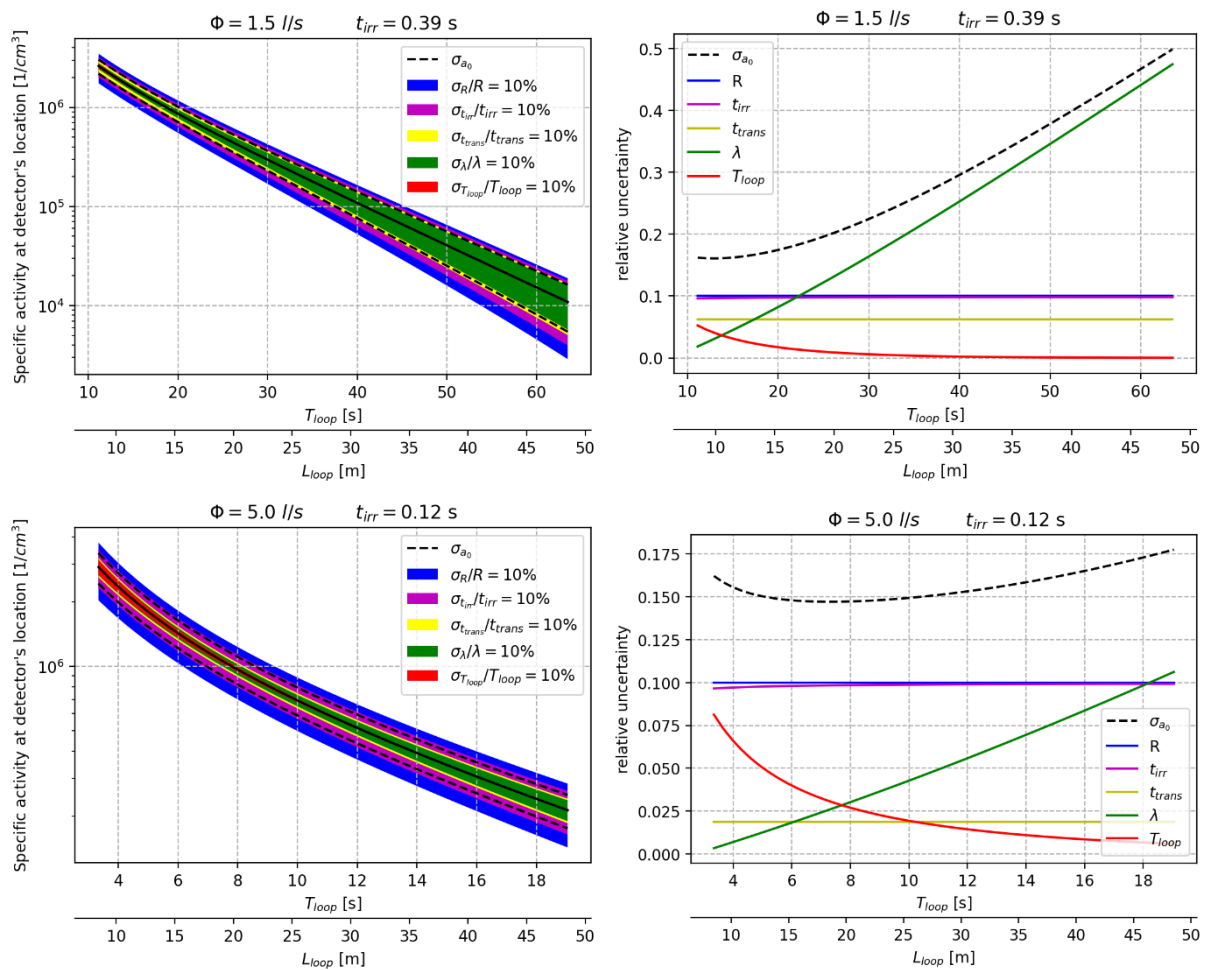 Φ = 1.5 l/s t_irr = 0.39 s
Specific activity at detector's location [1/cm³]
10⁶
10⁵
10⁴
σ_a₀
σ_R/R = 10%
σ_t_irr/t_irr = 10%
σ_t_trans/t_trans = 10%
σ_λ/λ = 10%
σ_T_loop/T_loop = 10%
10 20 30 40 50 60
T_loop [s]
10 15 20 25 30 35 40 45 50
L_loop [m]
Φ = 1.5 l/s t_irr = 0.39 s
relative uncertainty
0.5
0.4
0.3
0.2
0.1
0.0
σ_a₀
R
t_irr
t_trans
λ
T_loop
10 20 30 40 50 60
T_loop [s]
10 15 20 25 30 35 40 45 50
L_loop [m]
Φ = 5.0 l/s t_irr = 0.12 s
Specific activity at detector's location [1/cm³]
10⁶
σ_a₀
σ_R/R = 10%
σ_t_irr/t_irr = 10%
σ_t_trans/t_trans = 10%
σ_λ/λ = 10%
σ_T_loop/T_loop = 10%
4 6 8 10 12 14 16 18
T_loop [s]
10 15 20 25 30 35 40 45 50
L_loop [m]
Φ = 5.0 l/s t_irr = 0.12 s
relative uncertainty
0.175
0.150
0.125
0.100
0.075
0.050
0.025
0.000
σ_a₀
R
t_irr
t_trans
λ
T_loop
4 6 8 10 12 14 16 18
T_loop [s]
10 15 20 25 30 35 40 45 50
L_loop [m]